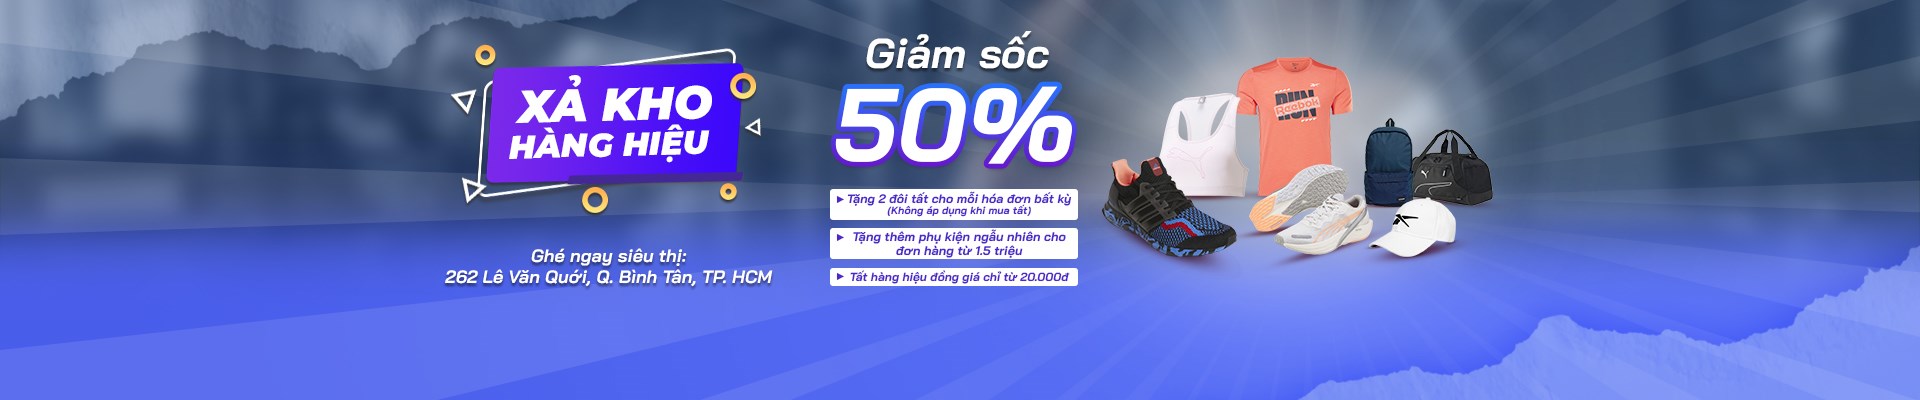 XẢ KHO
HÀNG HIỆU
Ghé ngay siêu thị:
262 Lê Văn Quới, Q. Bình Tân, TP. HCM
Giảm sốc
50%
▶ Tặng 2 đôi tất cho mỗi hóa đơn bất kỳ
(Không áp dụng khi mua tất)
▶ Tặng thêm phụ kiện ngẫu nhiên cho
đơn hàng từ 1.5 triệu
▶ Tất hàng hiệu đồng giá chỉ từ 20.000đ
RUN
Reebok